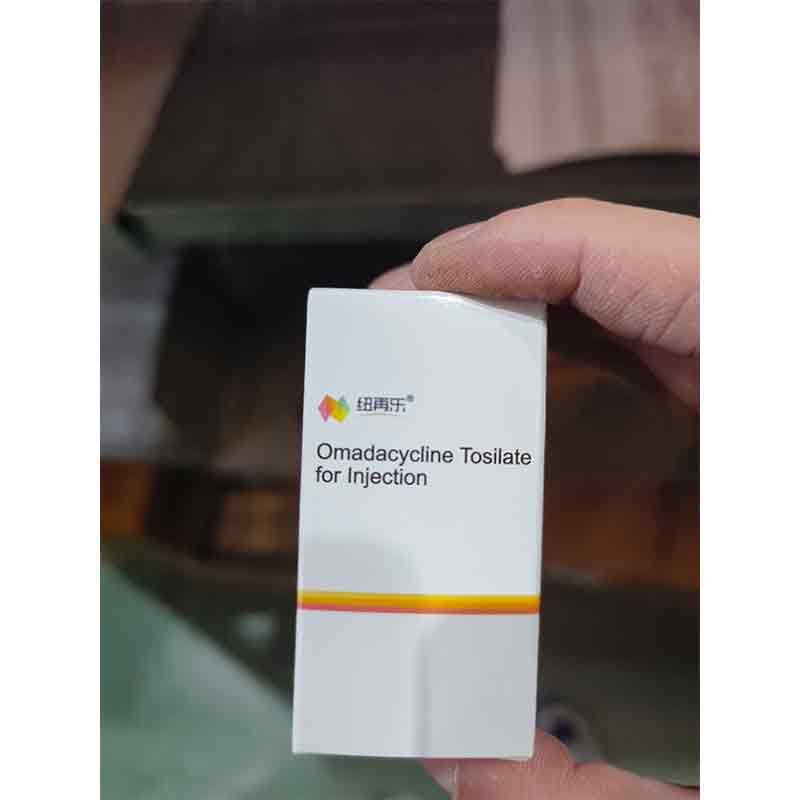 纽再乐®
Omadacycline Tosilate
for Injection